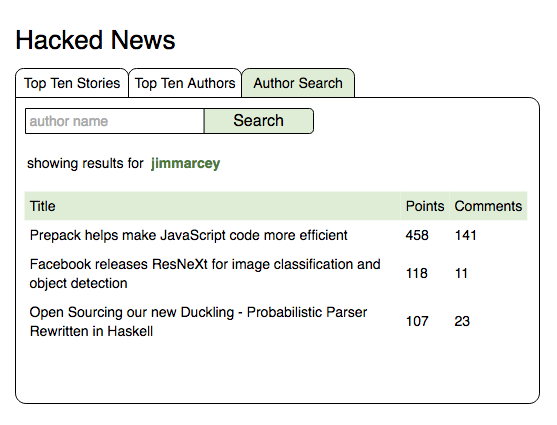 Hacked News
Top Ten Stories Top Ten Authors Author Search
author name Search
showing results for jimmarcey
Title Points Comments
Prepack helps make JavaScript code more efficient 458 141
Facebook releases ResNeXt for image classification and
object detection 118 11
Open Sourcing our new Duckling - Probabilistic Parser
Rewritten in Haskell 107 23